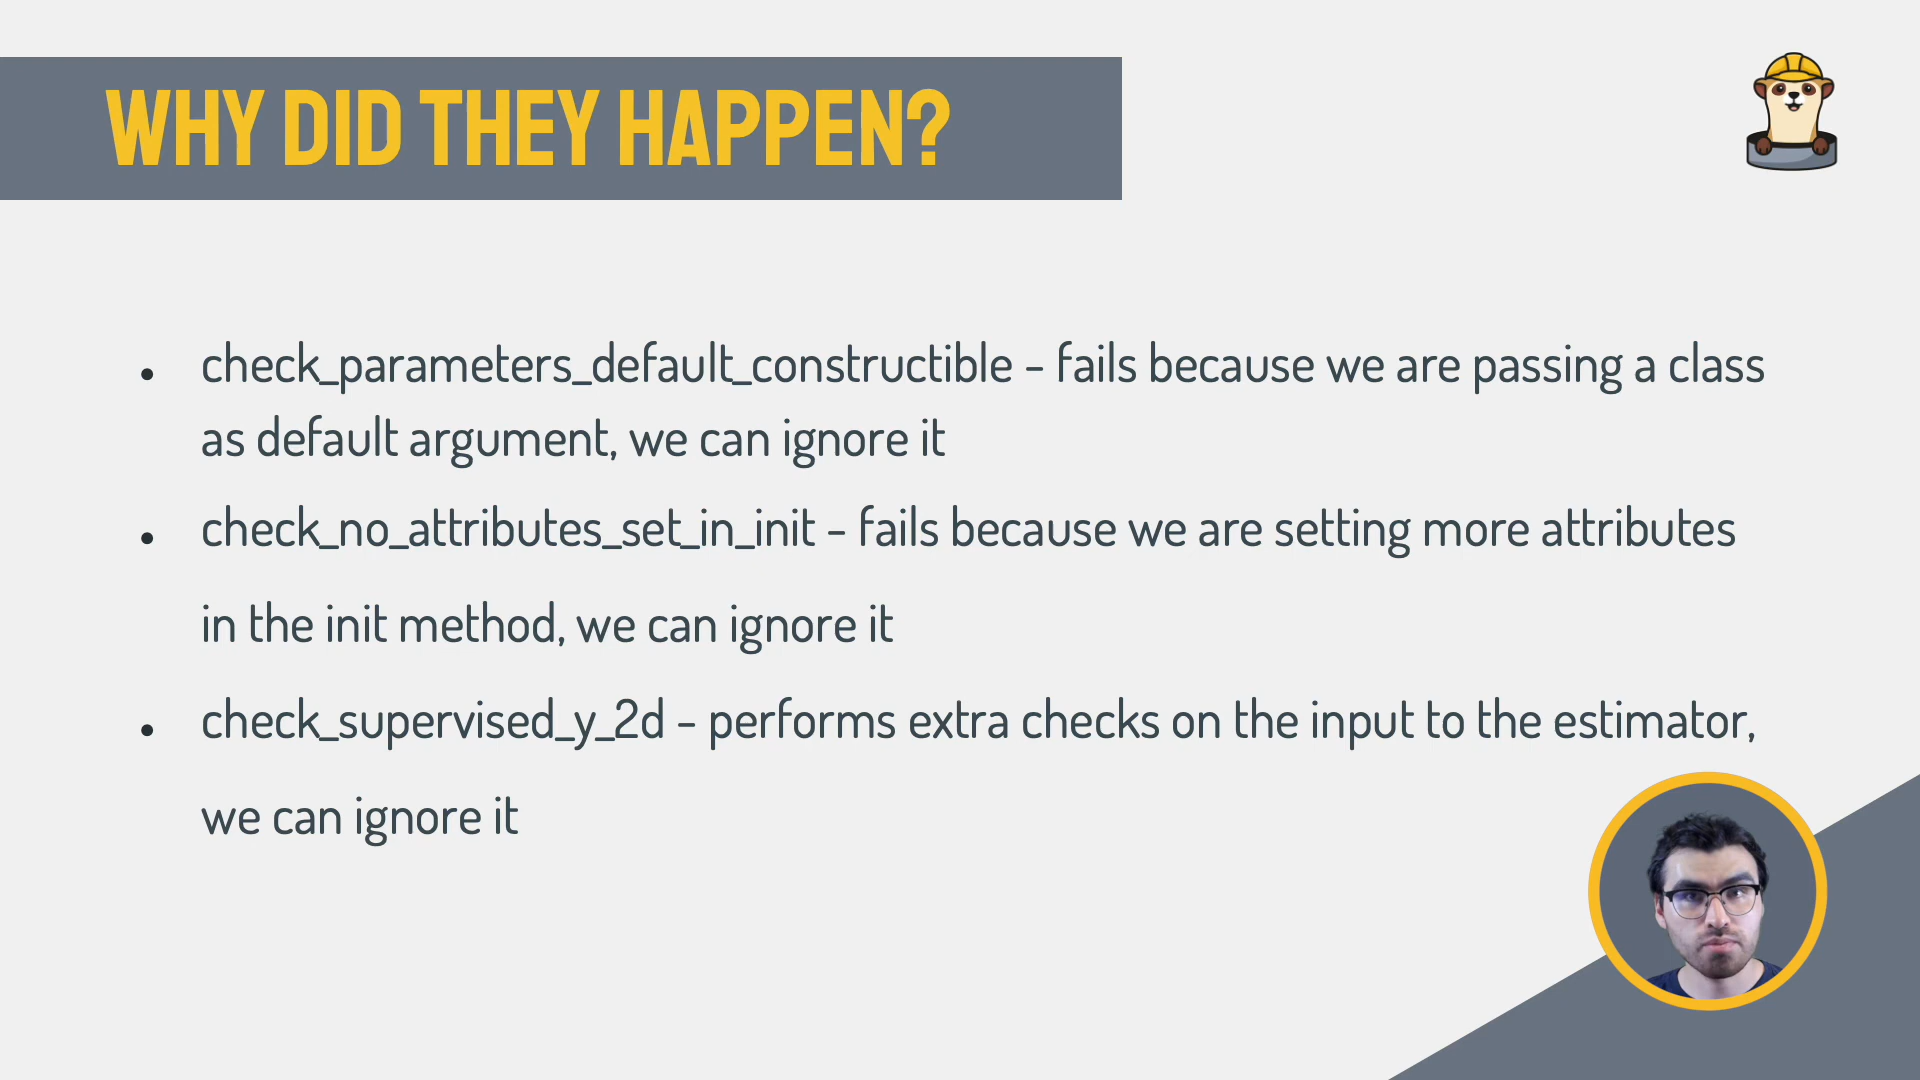 WHY DID THEY HAPPEN?
• check_parameters_default_constructible - fails because we are passing a class
as default argument, we can ignore it
• check_no_attributes_set_in_init - fails because we are setting more attributes
in the init method, we can ignore it
• check_supervised_y_2d - performs extra checks on the input to the estimator,
we can ignore it